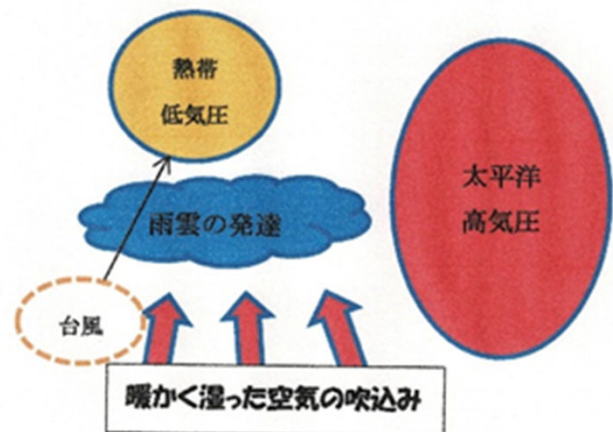 熱帯
低気圧
太平洋
高気圧
雨雲の発達
台風
暖かく湿った空気の吹込み